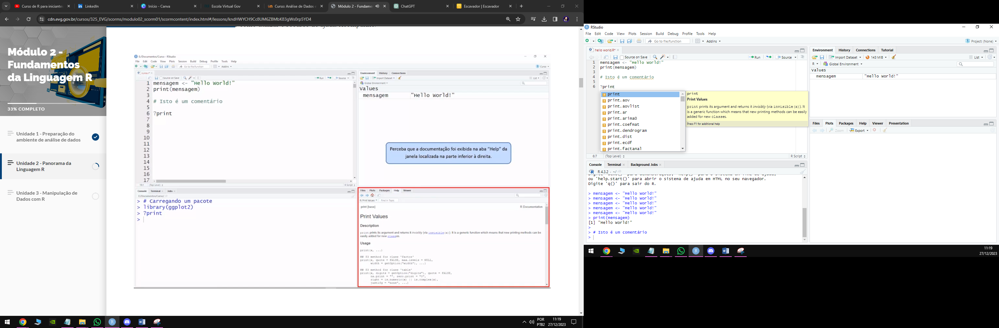 Curso de R para iniciantes
LinkedIn
Início - Canva
Escola Virtual Gov
Curso: Análise de Dados e
Módulo 2 - Fundamen
ChatGPT
Escavador | Escavador
cdn.evg.gov.br/cursos/325_EVG/scorms/modulo02_scorm01/scormcontent/index.html#/lessons/kndHWYCH9Cc8UM6ZBMbK83gWs0rp5YD4
Módulo 2 -
Fundamentos
da Linguagem R
33% COMPLETO
Unidade 1 - Preparação do
ambiente de análise de dados
Unidade 2 - Panorama da
Linguagem R
Unidade 3 - Manipulação de
Dados com R
E:/Documentos/Curso - RStudio
File Edit Code View Plots Session Build Debug Profile Tools Help
Go to file/function
Addins
Curso
curso.r*
Source on Save
Run
Source
1 mensagem <- "Hello World!"
2 print(mensagem)
3
4 # Isto é um comentário
5
6 ?print
7
8
9
10
11
12
13
14
15
16
17
19:1 (Top Level) R Script
Environment History Connections
Import Dataset
List
Global Environment
Values
mensagem "Hello World!"
Perceba que a documentação foi exibida na aba “Help” da
janela localizada na parte inferior à direita.
Console Terminal Jobs
E:/Documentos/Curso/
> # Carregando um pacote
> library(ggplot2)
> ?print
>
Files Plots Packages Help Viewer
R: Print Values Find in Topic
print {base} R Documentation
Print Values
Description
print prints its argument and returns it invisibly (via invisible(x)). It is a generic function which means that new printing methods can be
easily added for new classes.
Usage
print(x, ...)
## S3 method for class 'factor'
print(x, quote = FALSE, max.levels = NULL,
width = getOption("width"), ...)
## S3 method for class 'table'
print(x, digits = getOption("digits"), quote = FALSE,
na.print = "", zero.print = "0",
right = is.numeric(x) || is.complex(x),
justify = "none", ...)
POR
PTB2
11:19
27/12/2023
RStudio
File Edit Code View Plots Session Build Debug Profile Tools Help
Go to file/function
Addins
Project: (None)
hello world.R*
Source on Save
Run
Source
1 mensagem <- "Hello World!"
2 print(mensagem)
3
4 # Isto é um comentário
5
6 ?print
print
print.aov
print.aovlist
print.ar
print.arima0
print.coefmat
print.dendrogram
print.dist
print.ecdf
print.factanal
print
Print Values
print prints its argument and returns it invisibly (via invisible(x)). It
is a generic function which means that new printing methods can be easily
added for new classes.
Press F1 for additional help
6:7 (Top Level) R Script
Console Terminal Background Jobs
R 4.3.2 · ~/
ou 'help.start()' para abrir o sistema de ajuda em HTML no seu navegador.
Digite 'q()' para sair do R.
> mensagem <- "Hello World!"
> mensagem <- "Hello World!"
> mensagem <- "Hello World!"
> mensagem <- "Hello World!"
> mensagem <- "Hello World!"
> print(mensagem)
[1] "Hello World!"
>
> # Isto é um comentário
>
Environment History Connections Tutorial
Import Dataset
143 MiB
List
R
Global Environment
Values
mensagem "Hello World!"
Files Plots Packages Help Viewer Presentation
Zoom
Export
11:19
27/12/2023